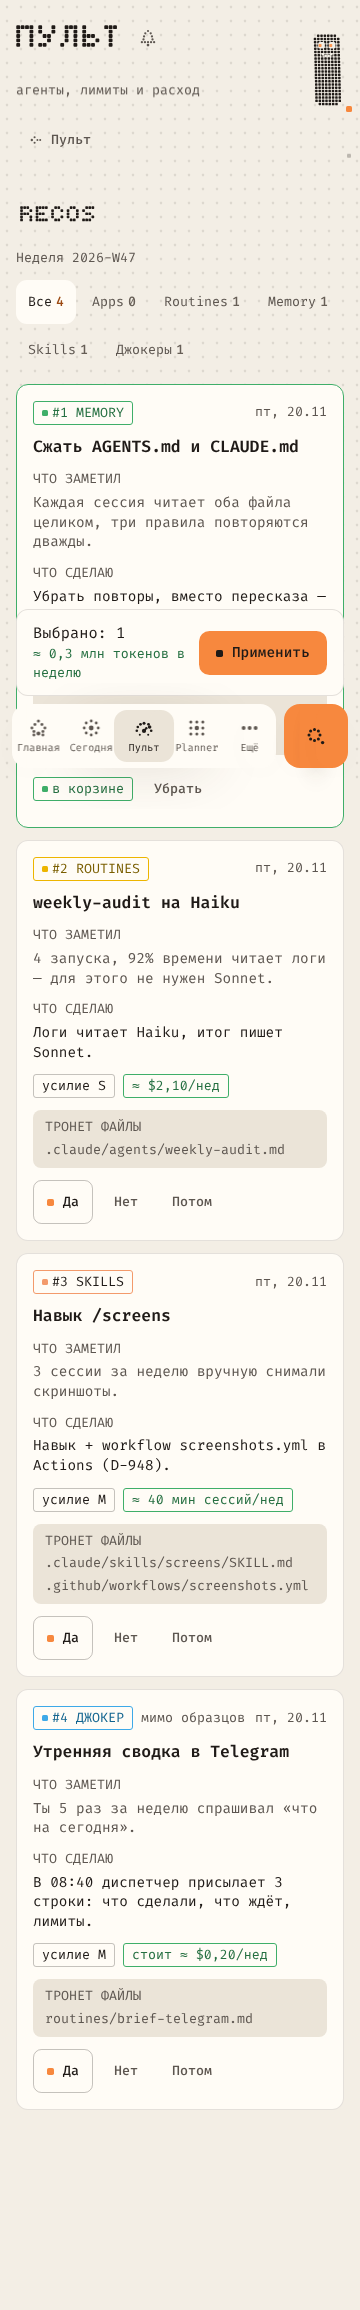 ПУЛЬТ
агенты, лимиты и расход
Пульт
RECOS
Неделя 2026-W47
Все 4 Apps 0 Routines 1 Memory 1
Skills 1 Джокеры 1
#1 MEMORY пт, 20.11
Сжать AGENTS.md и CLAUDE.md
ЧТО ЗАМЕТИЛ
Каждая сессия читает оба файла
целиком, три правила повторяются
дважды.
ЧТО СДЕЛАЮ
Убрать повторы, вместо пересказа —
Выбрано: 1
≈ 0,3 млн токенов в
неделю
Применить
Главная Сегодня Пульт Planner Ещё
в корзине Убрать
#2 ROUTINES пт, 20.11
weekly-audit на Haiku
ЧТО ЗАМЕТИЛ
4 запуска, 92% времени читает логи
— для этого не нужен Sonnet.
ЧТО СДЕЛАЮ
Логи читает Haiku, итог пишет
Sonnet.
усилие S ≈ $2,10/нед
ТРОНЕТ ФАЙЛЫ
.claude/agents/weekly-audit.md
Да Нет Потом
#3 SKILLS пт, 20.11
Навык /screens
ЧТО ЗАМЕТИЛ
3 сессии за неделю вручную снимали
скриншоты.
ЧТО СДЕЛАЮ
Навык + workflow screenshots.yml в
Actions (D-948).
усилие M ≈ 40 мин сессий/нед
ТРОНЕТ ФАЙЛЫ
.claude/skills/screens/SKILL.md
.github/workflows/screenshots.yml
Да Нет Потом
#4 ДЖОКЕР мимо образцов пт, 20.11
Утренняя сводка в Telegram
ЧТО ЗАМЕТИЛ
Ты 5 раз за неделю спрашивал «что
на сегодня».
ЧТО СДЕЛАЮ
В 08:40 диспетчер присылает 3
строки: что сделали, что ждёт,
лимиты.
усилие M стоит ≈ $0,20/нед
ТРОНЕТ ФАЙЛЫ
routines/brief-telegram.md
Да Нет Потом